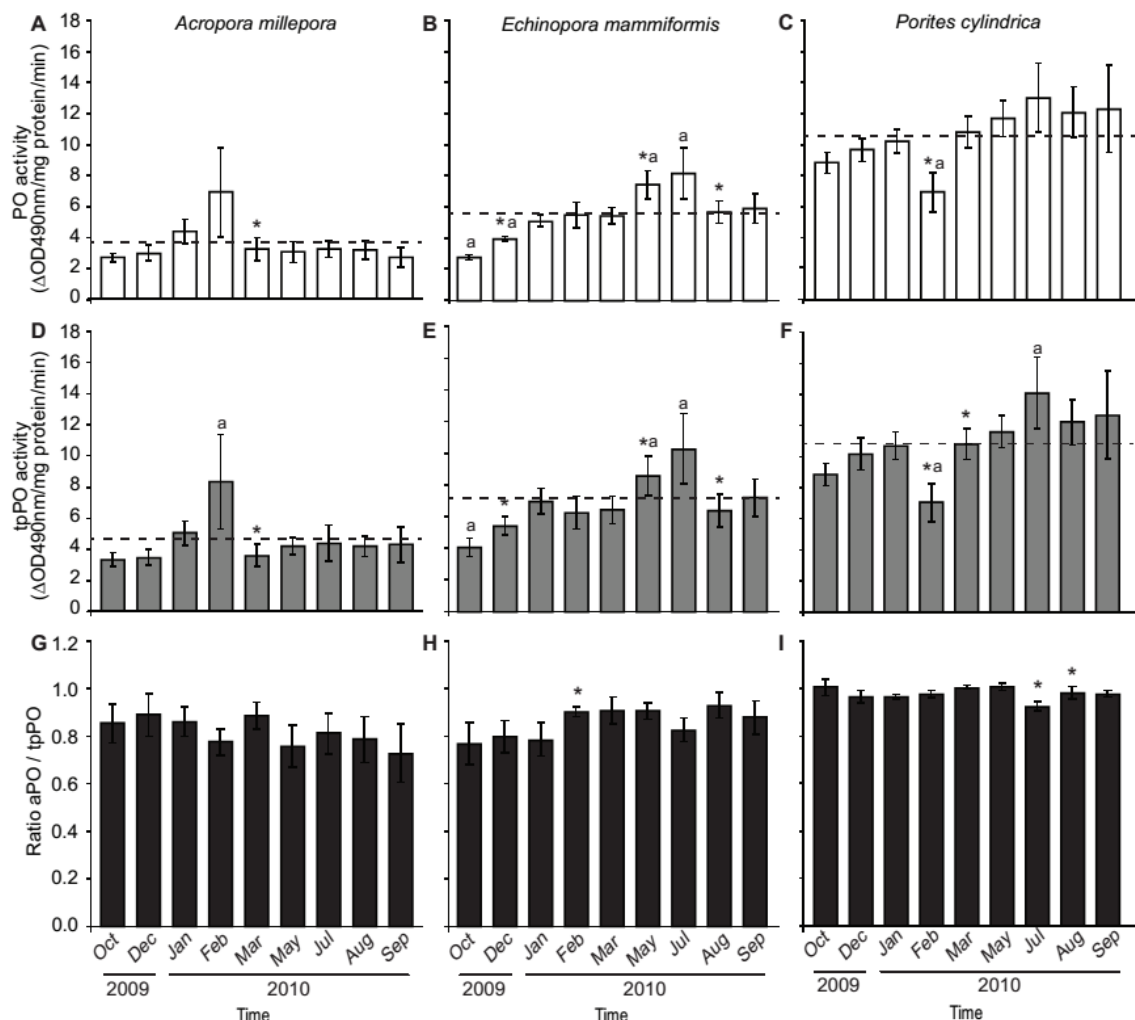 A Acropora millepora
B Echinopora mammiformis
C Porites cylindrica
PO activity
(ΔOD490nm/mg protein/min)
18
16
14
12
10
8
6
4
2
0
*
a
*a
*a
a
*
*a
D
E
F
tpPO activity
(ΔOD490nm/mg protein/min)
18
16
14
12
10
8
6
4
2
0
a
*
a
*
*a
a
*
*a
*
a
G
H
I
Ratio aPO / tpPO
1.2
1.0
0.8
0.6
0.4
0.2
0.0
*
*
*
Oct Dec Jan Feb Mar May Jul Aug Sep
2009 2010
Time
Oct Dec Jan Feb Mar May Jul Aug Sep
2009 2010
Time
Oct Dec Jan Feb Mar May Jul Aug Sep
2009 2010
Time